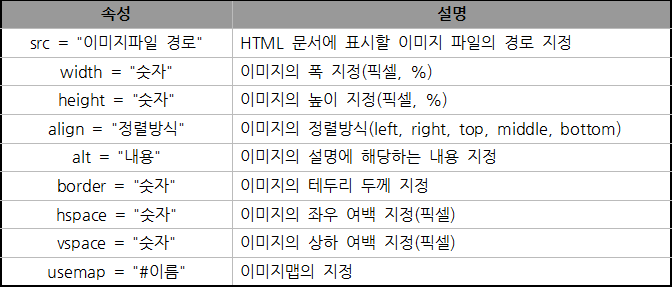 속성 설명
src = "이미지파일 경로" HTML 문서에 표시할 이미지 파일의 경로 지정
width = "숫자" 이미지의 폭 지정(픽셀, %)
height = "숫자" 이미지의 높이 지정(픽셀, %)
align = "정렬방식" 이미지의 정렬방식(left, right, top, middle, bottom)
alt = "내용" 이미지의 설명에 해당하는 내용 지정
border = "숫자" 이미지의 테두리 두께 지정
hspace = "숫자" 이미지의 좌우 여백 지정(픽셀)
vspace = "숫자" 이미지의 상하 여백 지정(픽셀)
usemap = "#이름" 이미지맵의 지정